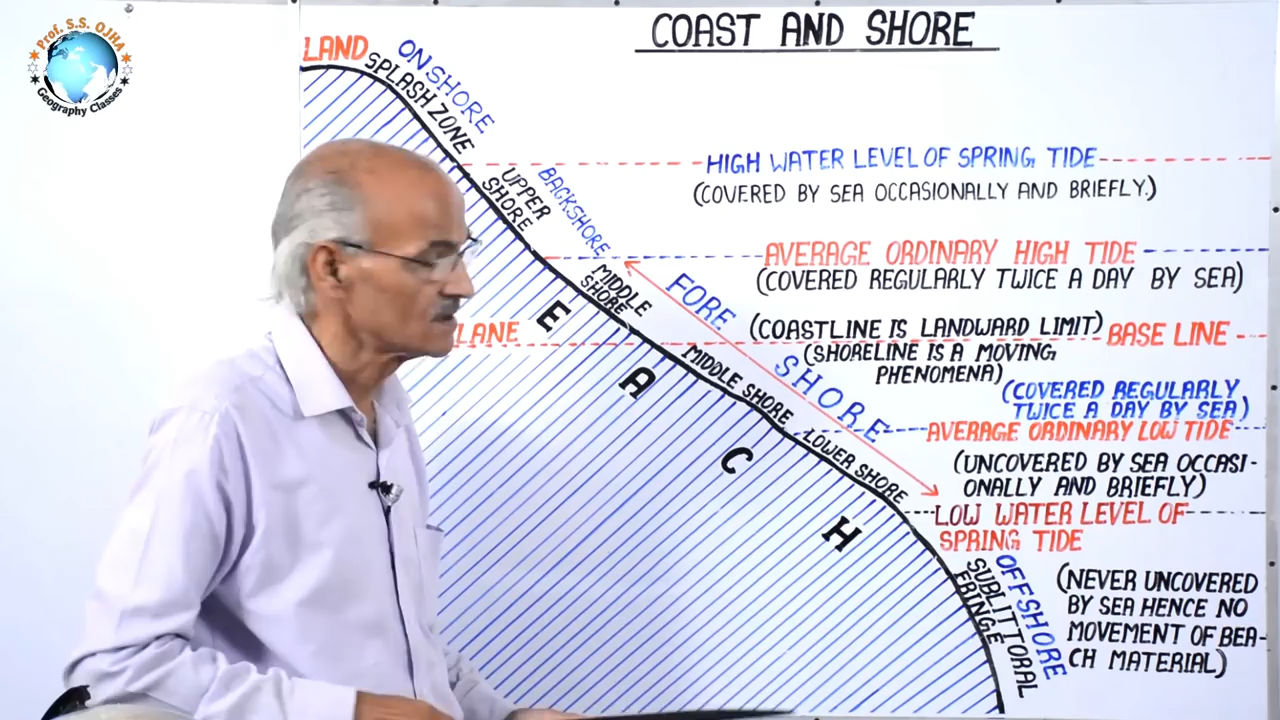 Prof. S.S. OJHA
Geography Classes
COAST AND SHORE
LAND
ONSHORE
SPLASH ZONE
HIGH WATER LEVEL OF SPRING TIDE
(COVERED BY SEA OCCASIONALLY AND BRIEFLY.)
UPPER
SHORE
BACKSHORE
AVERAGE ORDINARY HIGH TIDE
(COVERED REGULARLY TWICE A DAY BY SEA)
MIDDLE
SHORE
FORE SHORE
BEACH
LANE
(COASTLINE IS LANDWARD LIMIT) BASE LINE
(SHORELINE IS A MOVING
PHENOMENA)
MIDDLE SHORE
(COVERED REGULARLY
TWICE A DAY BY SEA)
AVERAGE ORDINARY LOW TIDE
LOWER SHORE
(UNCOVERED BY SEA OCCASI-
ONALLY AND BRIEFLY)
LOW WATER LEVEL OF
SPRING TIDE
OFFSHORE
SUBLITTORAL
FRINGE
(NEVER UNCOVERED
BY SEA HENCE NO
MOVEMENT OF BEA-
CH MATERIAL)